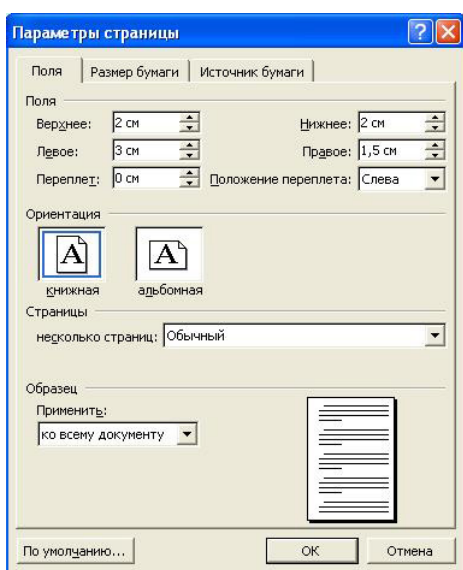 Параметры страницы
Поля Размер бумаги Источник бумаги
Поля
Верхнее: 2 см Нижнее: 2 см
Левое: 3 см Правое: 1,5 см
Переплет: 0 см Положение переплета: Слева
Ориентация
A A
книжная альбомная
Страницы
несколько страниц: Обычный
Образец
Применить:
ко всему документу
По умолчанию... ОК Отмена